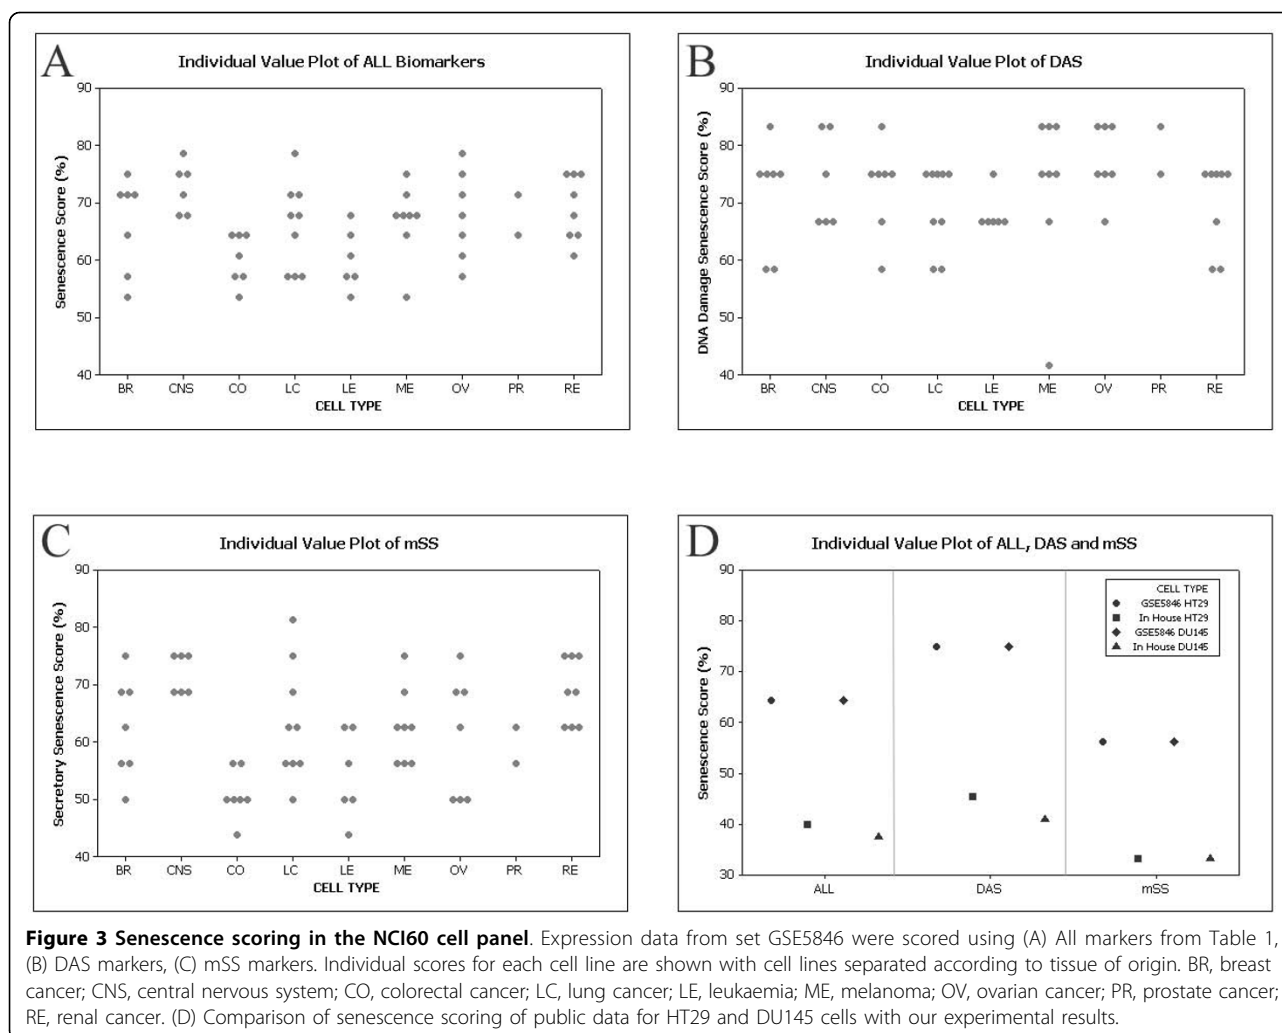 A
Individual Value Plot of ALL Biomarkers
Senescence Score (%)
90
80
70
60
50
40
BR CNS CO LC LE ME OV PR RE
CELL TYPE
B
Individual Value Plot of DAS
DNA Damage Senescence Score (%)
90
80
70
60
50
40
BR CNS CO LC LE ME OV PR RE
CELL TYPE
C
Individual Value Plot of mSS
Secretory Senescence Score (%)
90
80
70
60
50
40
BR CNS CO LC LE ME OV PR RE
CELL TYPE
D
Individual Value Plot of ALL, DAS and mSS
Senescence Score (%)
90
80
70
60
50
40
30
CELL TYPE
GSE5846 HT29
In House HT29
GSE5846 DU145
In House DU145
ALL DAS mSS
Figure 3 Senescence scoring in the NCI60 cell panel. Expression data from set GSE5846 were scored using (A) All markers from Table 1,
(B) DAS markers, (C) mSS markers. Individual scores for each cell line are shown with cell lines separated according to tissue of origin. BR, breast
cancer; CNS, central nervous system; CO, colorectal cancer; LC, lung cancer; LE, leukaemia; ME, melanoma; OV, ovarian cancer; PR, prostate cancer;
RE, renal cancer. (D) Comparison of senescence scoring of public data for HT29 and DU145 cells with our experimental results.